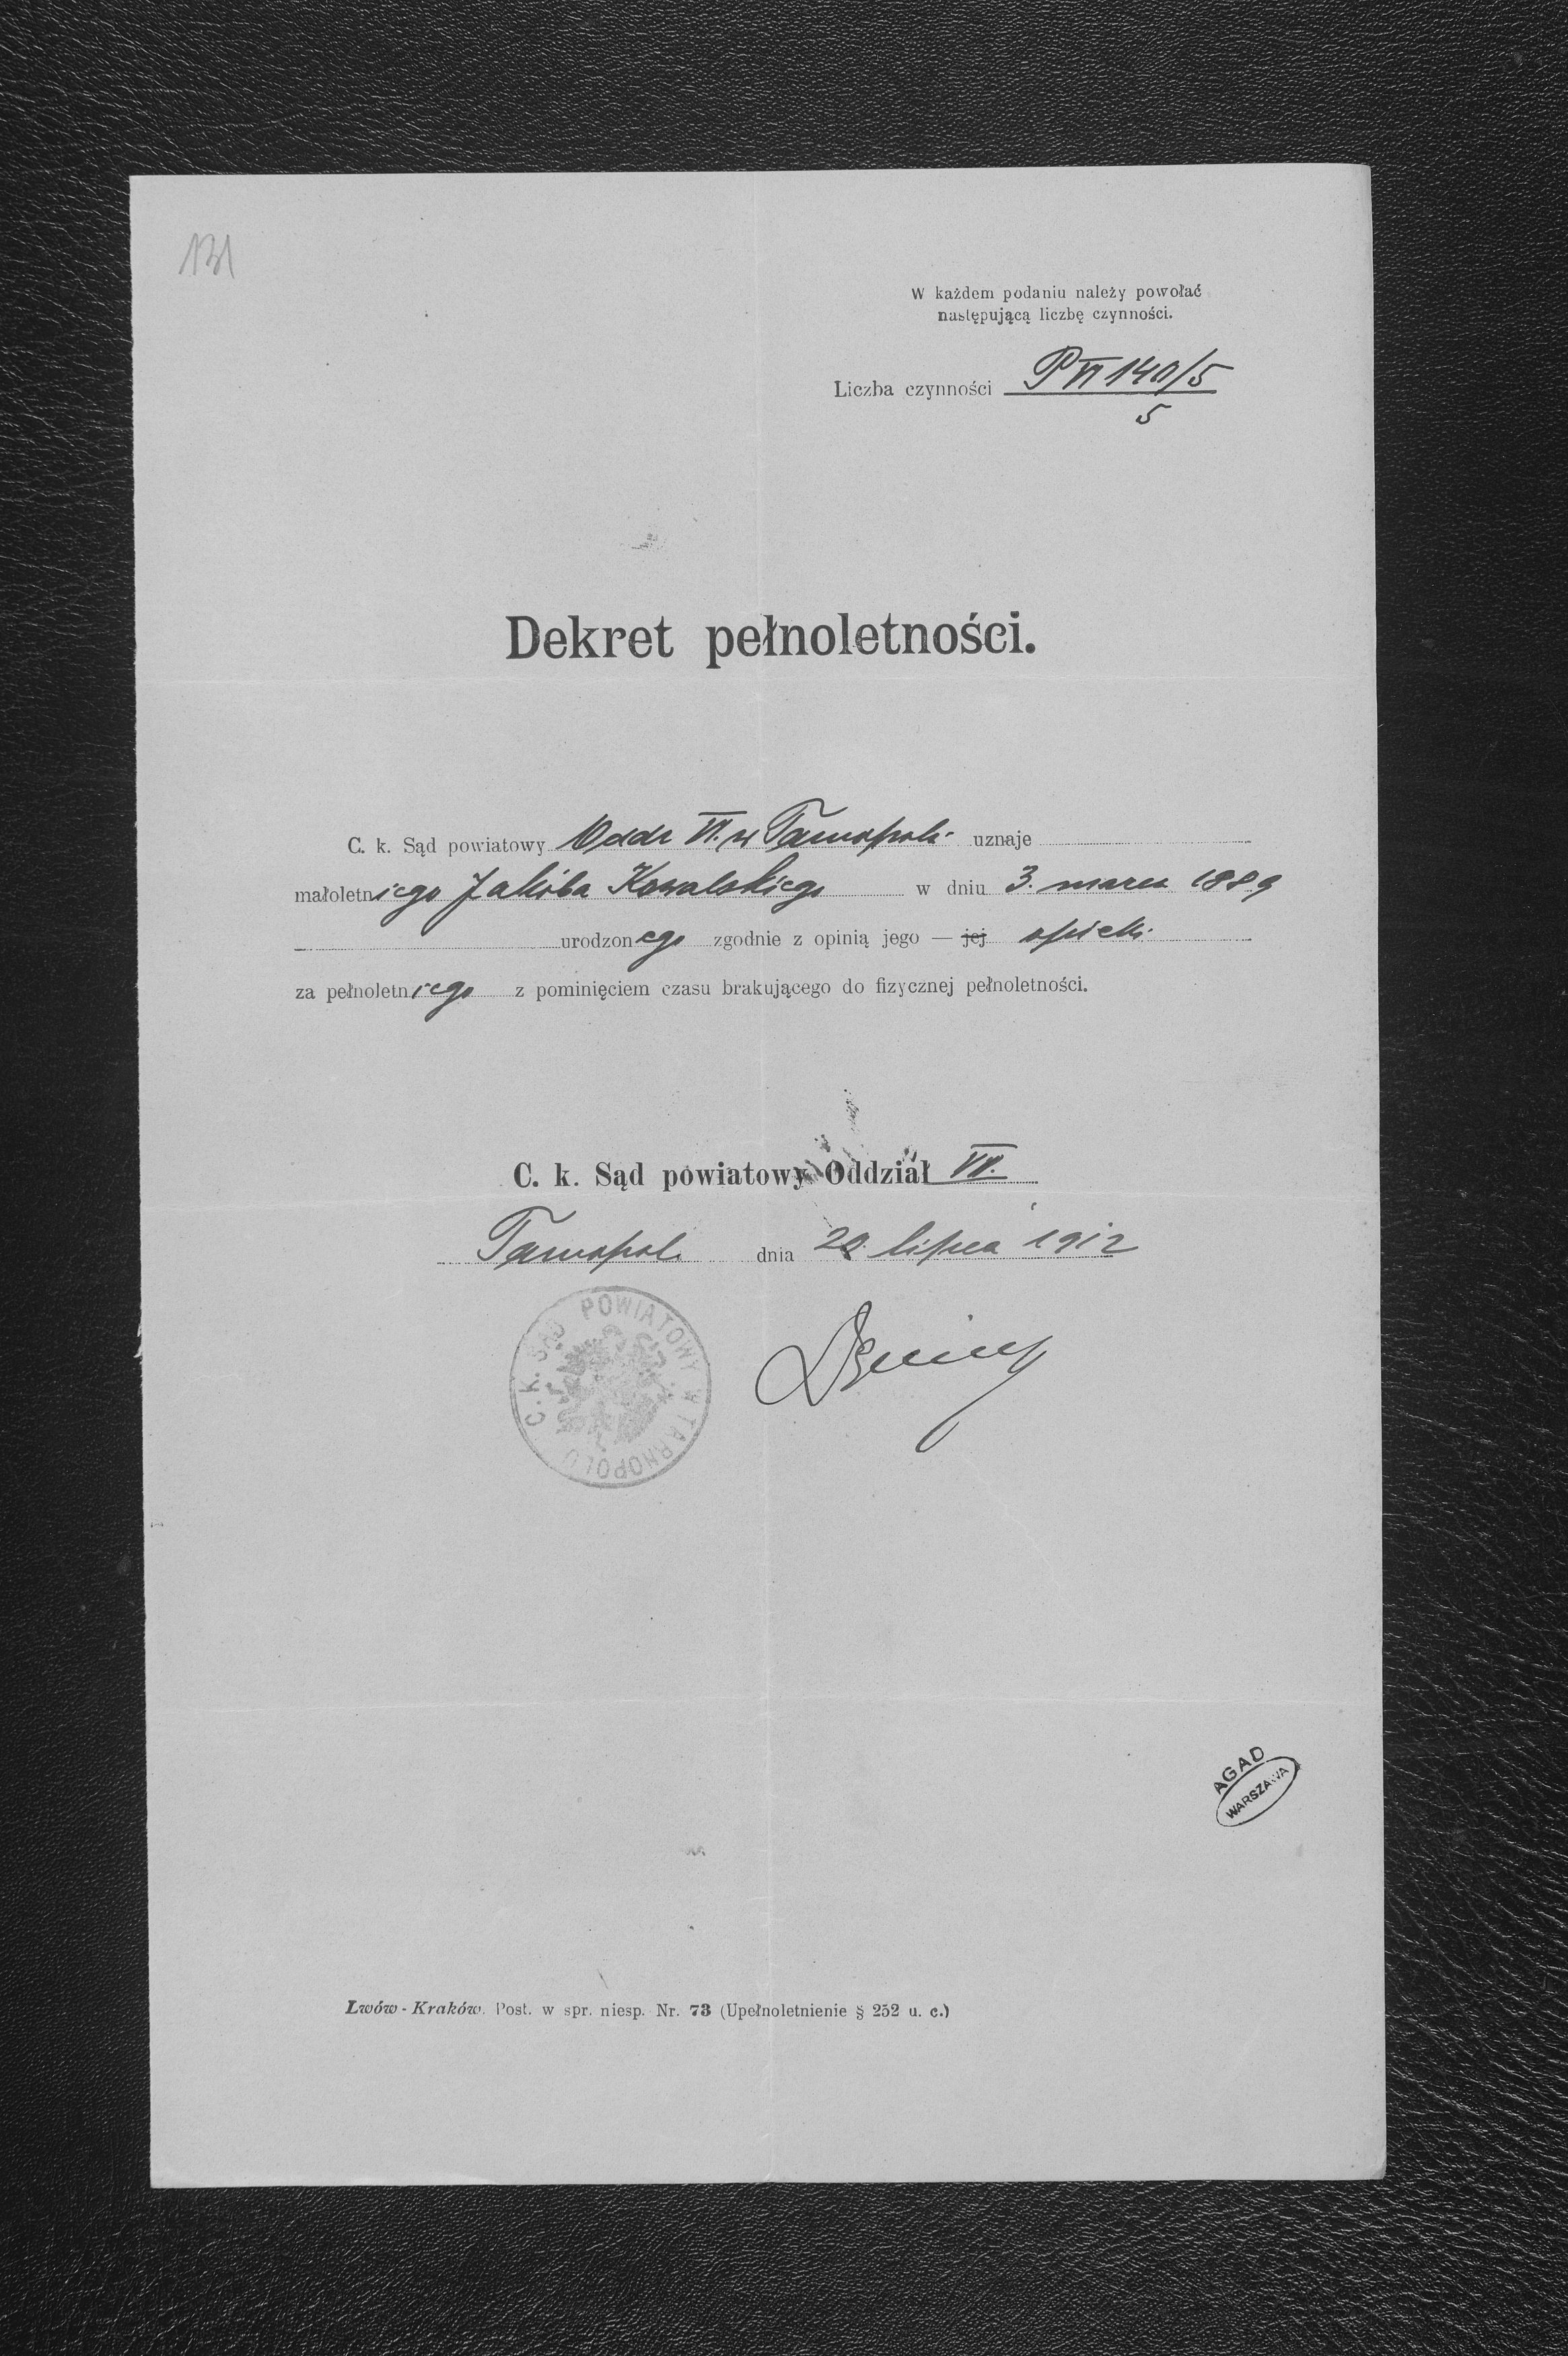 131
W każdem podaniu należy powołać
następującą liczbę czynności.
Liczba czynności P VI 140/5
5
Dekret pełnoletności.
C. k. Sąd powiatowy Oddz VI. w Tarnopolu uznaje
małoletniego Jakóba Kowalskiego w dniu 3. marca 1889
urodzonego zgodnie z opinią jego — jej opieki
za pełnoletniego z pominięciem czasu brakującego do fizycznej pełnoletności.
C. k. Sąd powiatowy Oddział VI.
Tarnopol dnia 20 lipca 1912
C. K. SĄD POWIATOWY W TARNOPOLU
AGAD
WARSZAWA
Lwów - Kraków. Post. w spr. niesp. Nr. 73 (Upełnoletnienie § 252 u. c.)